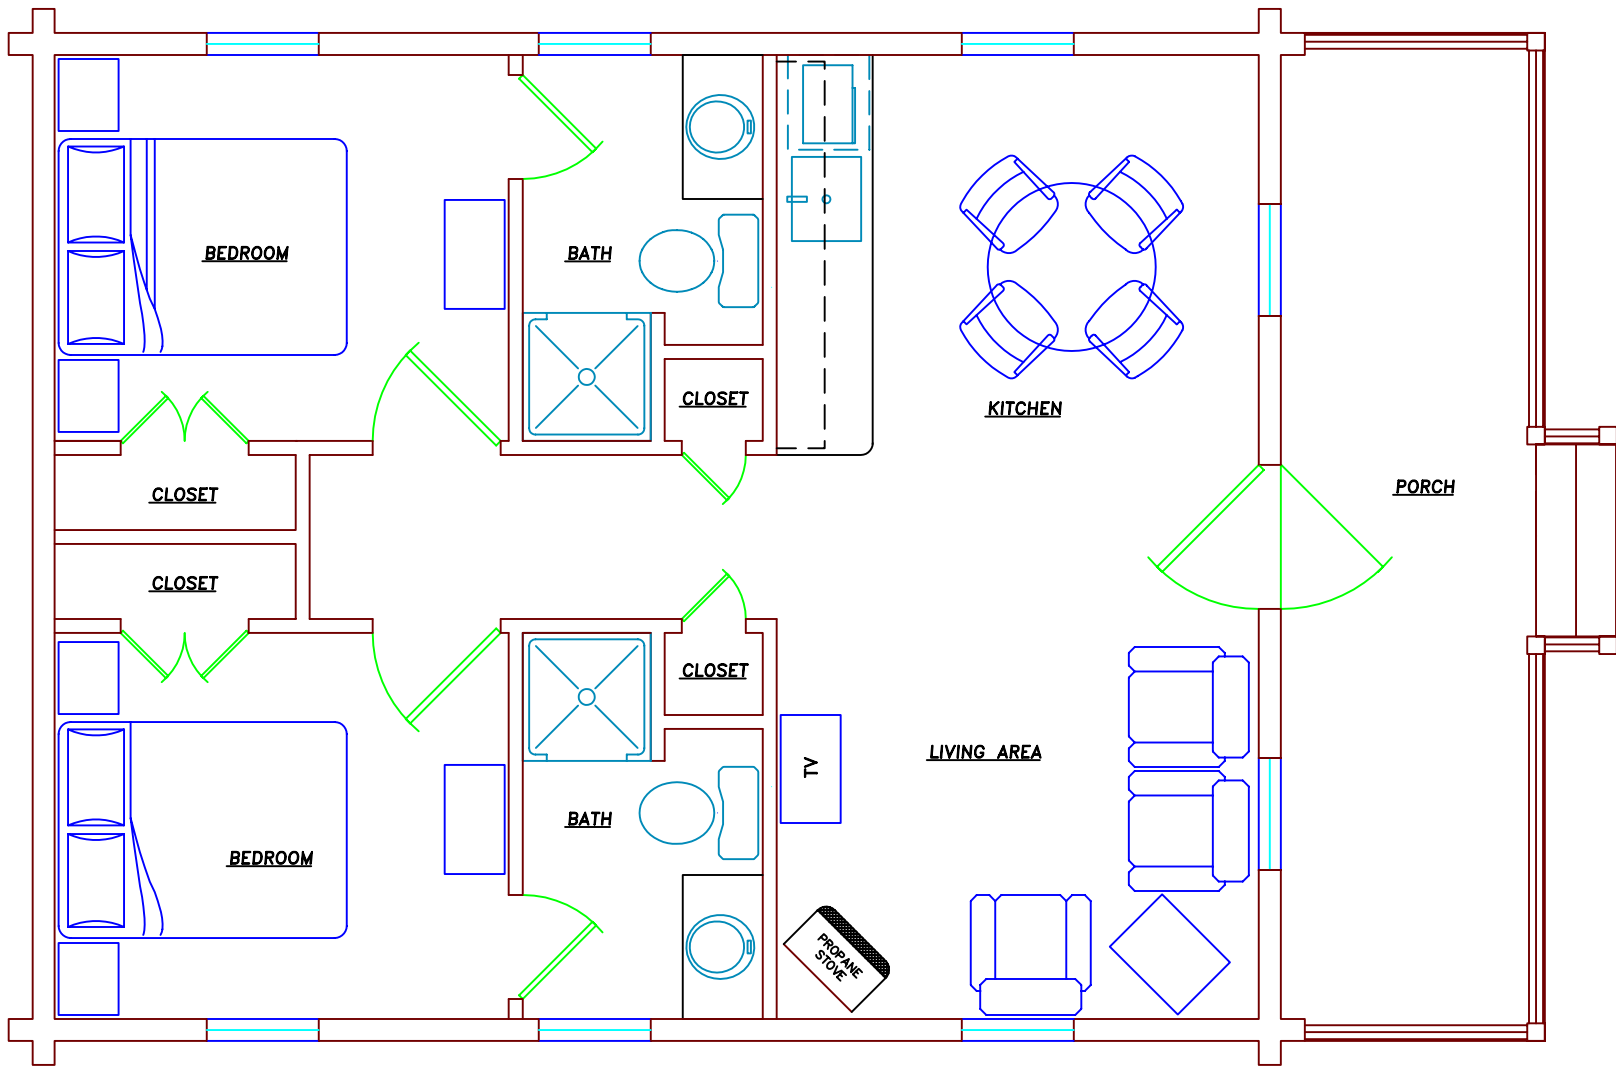 BEDROOM
BATH
CLOSET
KITCHEN
CLOSET
PORCH
CLOSET
CLOSET
LIVING AREA
TV
BEDROOM
BATH
PROPANE
STOVE